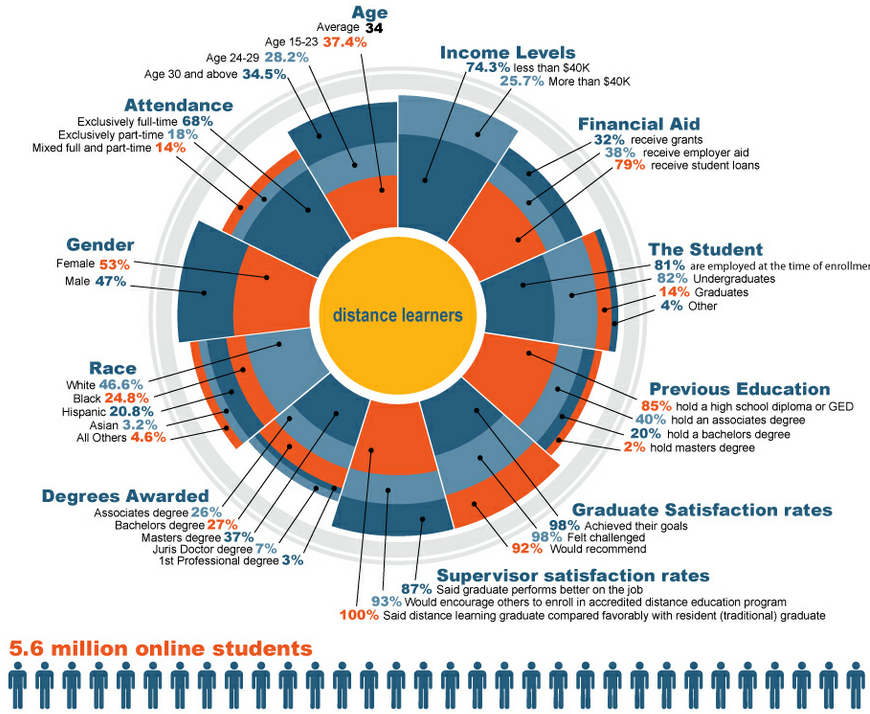 Age
Average 34
Age 15-23 37.4%
Age 24-29 28.2%
Age 30 and above 34.5%
Income Levels
74.3% less than $40K
25.7% More than $40K
Attendance
Exclusively full-time 68%
Exclusively part-time 18%
Mixed full and part-time 14%
Financial Aid
32% receive grants
38% receive employer aid
79% receive student loans
Gender
Female 53%
Male 47%
The Student
81% are employed at the time of enrollmen
82% Undergraduates
14% Graduates
4% Other
distance learners
Race
White 46.6%
Black 24.8%
Hispanic 20.8%
Asian 3.2%
All Others 4.6%
Previous Education
85% hold a high school diploma or GED
40% hold an associates degree
20% hold a bachelors degree
2% hold masters degree
Degrees Awarded
Associates degree 26%
Bachelors degree 27%
Masters degree 37%
Juris Doctor degree 7%
1st Professional degree 3%
Graduate Satisfaction rates
98% Achieved their goals
98% Felt challenged
92% Would recommend
Supervisor satisfaction rates
87% Said graduate performs better on the job
93% Would encourage others to enroll in accredited distance education program
100% Said distance learning graduate compared favorably with resident (traditional) graduate
5.6 million online students